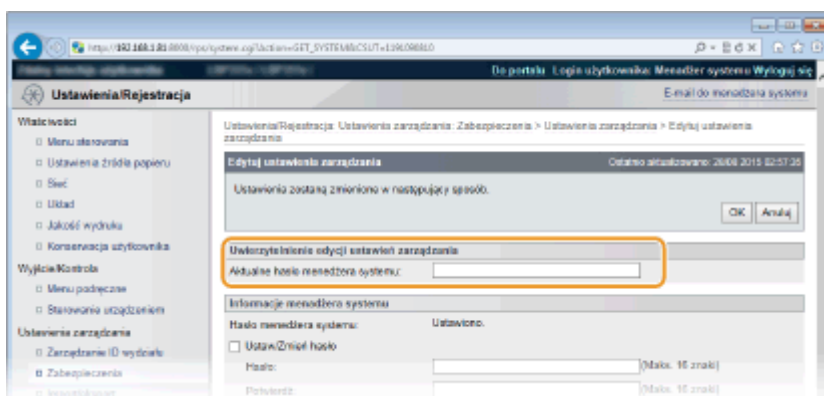 Do portalu Login użytkownika: Menedżer systemu Wyloguj się
Ustawienia/Rejestracja
E-mail do menedżera systemu
Właściwości
Menu sterowania
Ustawienia źródła papieru
Sieć
Układ
Jakość wydruku
Konserwacja użytkownika
Wyjście/Kontrola
Menu podręczne
Sterowanie urządzeniem
Ustawienia zarządzania
Zarządzanie ID wydziału
Zabezpieczenia
Ustawienia/Rejestracja: Ustawienia zarządzania: Zabezpieczenia > Ustawienia zarządzania > Edytuj ustawienia
zarządzania
Edytuj ustawienia zarządzania
Ostatnio aktualizowano: 28/08 2015 02:57:35
Ustawienia zostaną zmienione w następujący sposób.
OK Anuluj
Uwierzytelnienie edycji ustawień zarządzania
Aktualne hasło menedżera systemu:
Informacje menedżera systemu
Hasło menedżera systemu: Ustawiono.
Ustaw/Zmień hasło
Hasło: (Maks. 16 znaki)
Potwierdź: (Maks. 16 znaki)